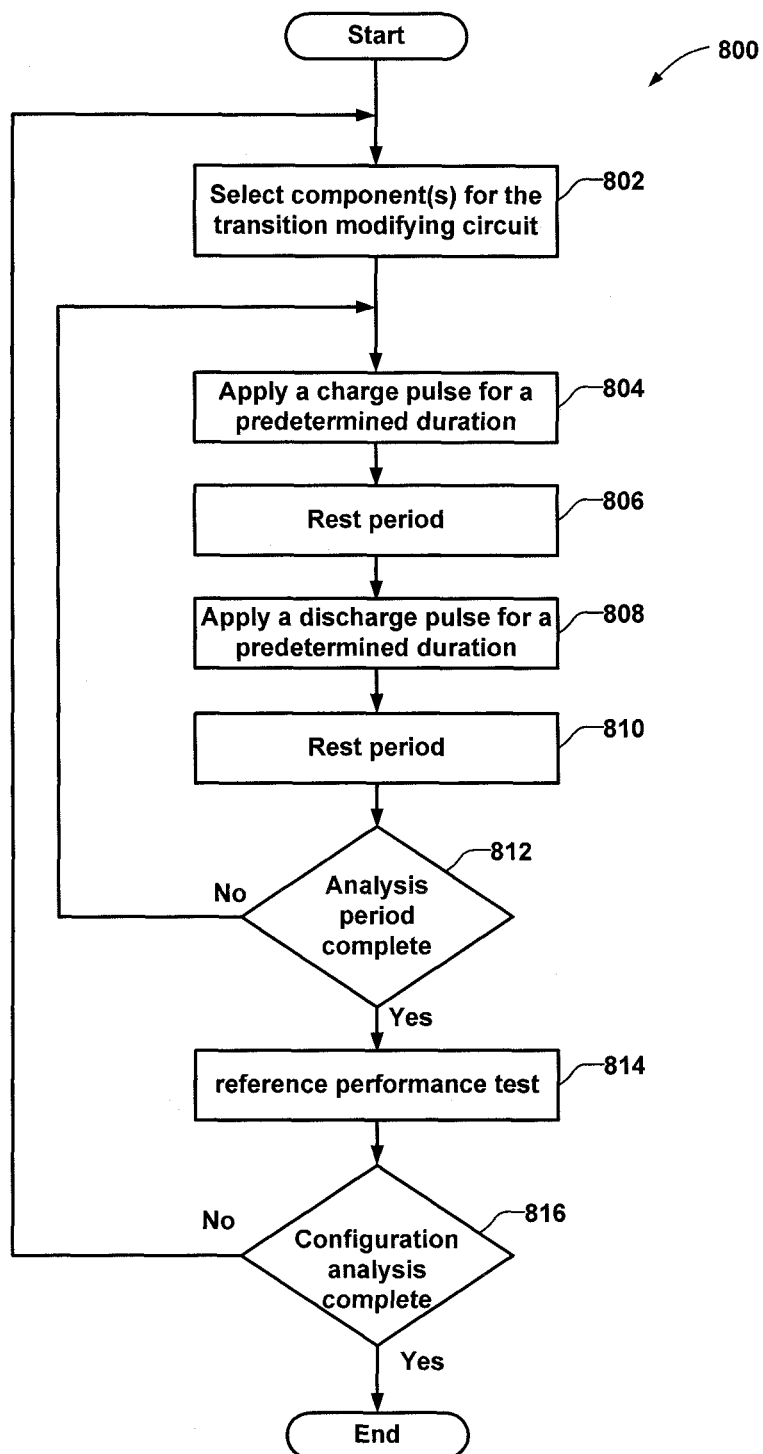 Start
800
Select component(s) for the
transition modifying circuit
802
Apply a charge pulse for a
predetermined duration
804
Rest period
806
Apply a discharge pulse for a
predetermined duration
808
Rest period
810
812
Analysis
period
complete
No
Yes
reference performance test
814
816
No
Configuration
analysis
complete
Yes
End